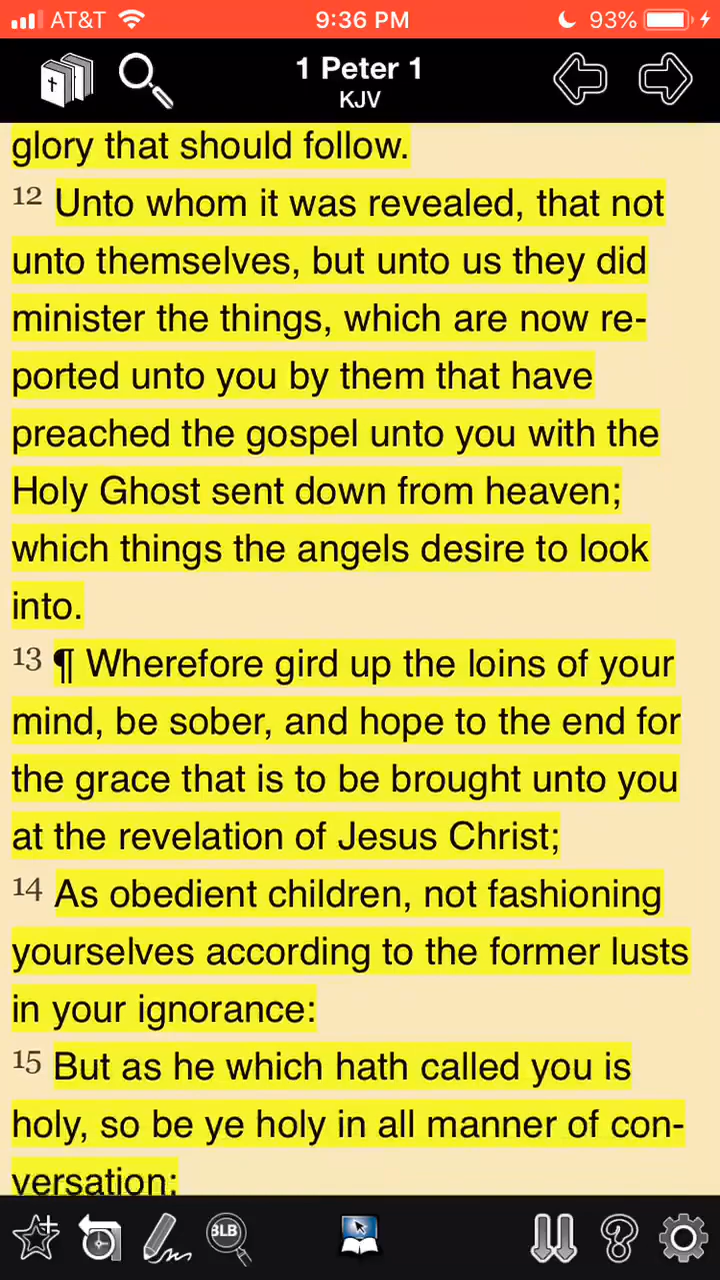 AT&T 9:36 PM 93%
1 Peter 1
KJV
glory that should follow.
12 Unto whom it was revealed, that not
unto themselves, but unto us they did
minister the things, which are now re-
ported unto you by them that have
preached the gospel unto you with the
Holy Ghost sent down from heaven;
which things the angels desire to look
into.
13 ¶ Wherefore gird up the loins of your
mind, be sober, and hope to the end for
the grace that is to be brought unto you
at the revelation of Jesus Christ;
14 As obedient children, not fashioning
yourselves according to the former lusts
in your ignorance:
15 But as he which hath called you is
holy, so be ye holy in all manner of con-
versation;
BLB